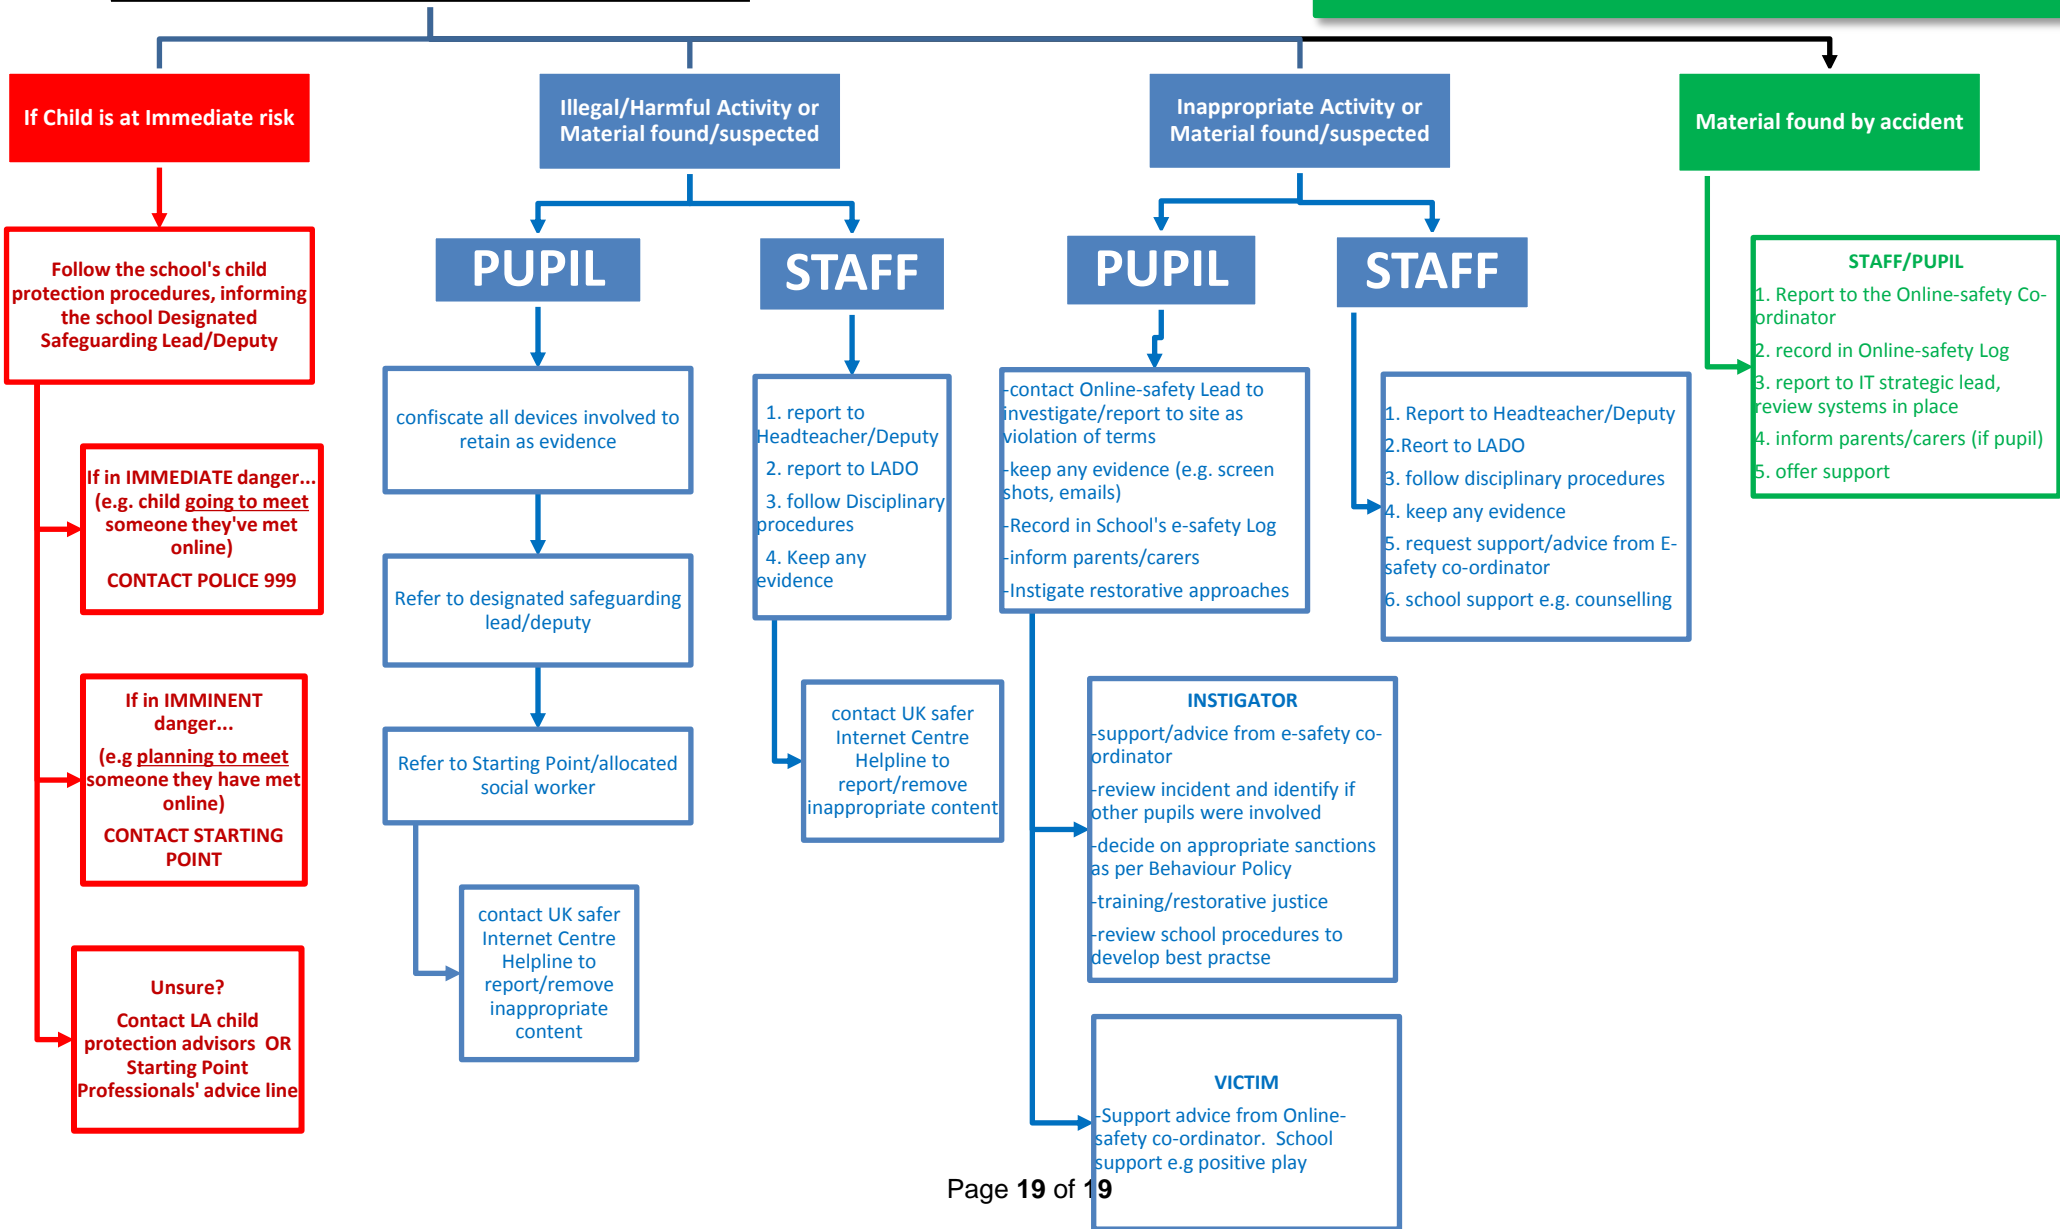 If Child is at Immediate risk
Follow the school's child
protection procedures, informing
the school Designated
Safeguarding Lead/Deputy
If in IMMEDIATE danger...
(e.g. child going to meet
someone they've met
online)
CONTACT POLICE 999
If in IMMINENT
danger...
(e.g planning to meet
someone they have met
online)
CONTACT STARTING
POINT
Unsure?
Contact LA child
protection advisors  OR
Starting Point
Professionals' advice line
Illegal/Harmful Activity or
Material found/suspected
PUPIL
confiscate all devices involved to
retain as evidence
Refer to designated safeguarding
lead/deputy
Refer to Starting Point/allocated
social worker
contact UK safer
Internet Centre
Helpline to
report/remove
inappropriate
content
STAFF
1. report to
Headteacher/Deputy
2. report to LADO
3. follow Disciplinary
procedures
4. Keep any
evidence
contact UK safer
Internet Centre
Helpline to
report/remove
inappropriate content
Inappropriate Activity or
Material found/suspected
PUPIL
-contact Online-safety Lead to
investigate/report to site as
violation of terms
-keep any evidence (e.g. screen
shots, emails)
-Record in School's e-safety Log
-inform parents/carers
-Instigate restorative approaches
INSTIGATOR
-support/advice from e-safety co-
ordinator
-review incident and identify if
other pupils were involved
-decide on appropriate sanctions
as per Behaviour Policy
-training/restorative justice
-review school procedures to
develop best practse
VICTIM
-Support advice from Online-
safety co-ordinator.  School
support e.g positive play
STAFF
1. Report to Headteacher/Deputy
2.Reort to LADO
3. follow disciplinary procedures
4. keep any evidence
5. request support/advice from E-
safety co-ordinator
6. school support e.g. counselling
Material found by accident
STAFF/PUPIL
1. Report to the Online-safety Co-
ordinator
2. record in Online-safety Log
3. report to IT strategic lead,
review systems in place
4. inform parents/carers (if pupil)
5. offer support
Page 19 of 19